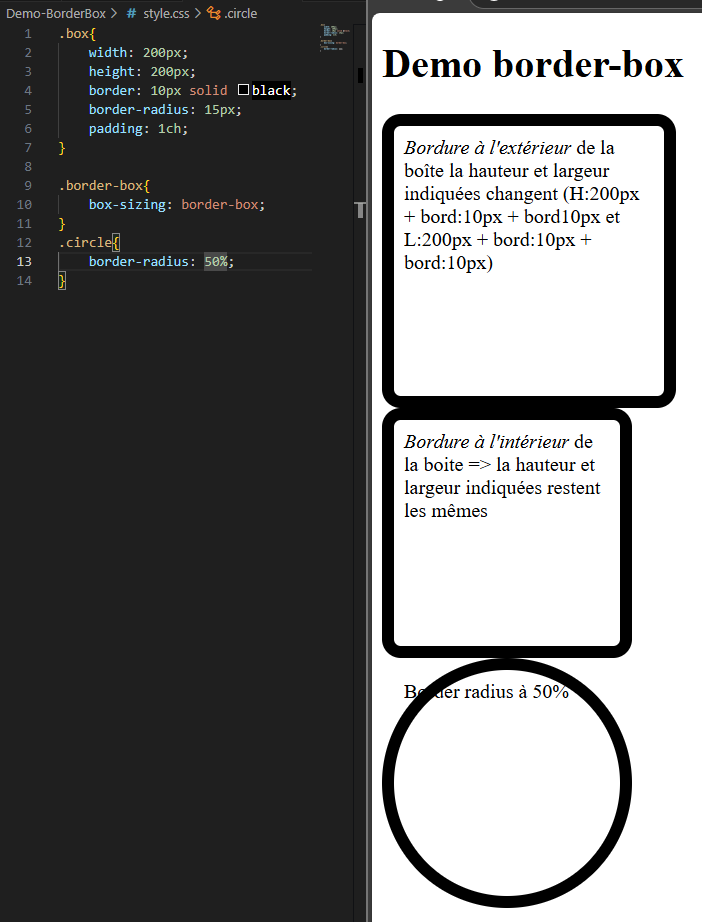 Demo-BorderBox > # style.css > .circle
1 .box{
2 width: 200px;
3 height: 200px;
4 border: 10px solid black;
5 border-radius: 15px;
6 padding: 1ch;
7 }
8
9 .border-box{
10 box-sizing: border-box;
11 }
12 .circle{
13 border-radius: 50%;
14 }
Demo border-box
Bordure à l'extérieur de la
boîte la hauteur et largeur
indiquées changent (H:200px
+ bord:10px + bord10px et
L:200px + bord:10px +
bord:10px)
Bordure à l'intérieur de
la boite => la hauteur et
largeur indiquées restent
les mêmes
Border radius à 50%